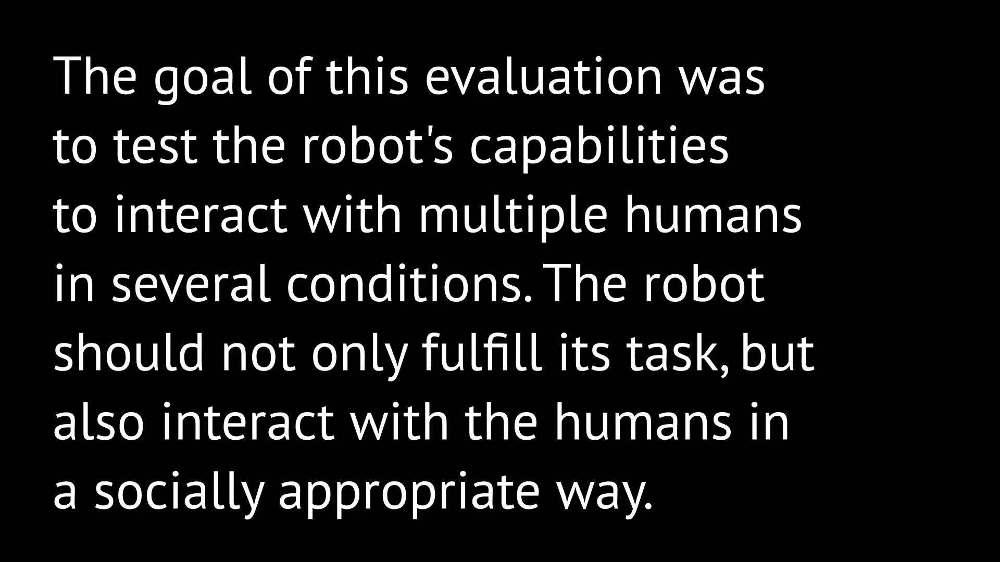 The goal of this evaluation was
to test the robot's capabilities
to interact with multiple humans
in several conditions. The robot
should not only fulfill its task, but
also interact with the humans in
a socially appropriate way.